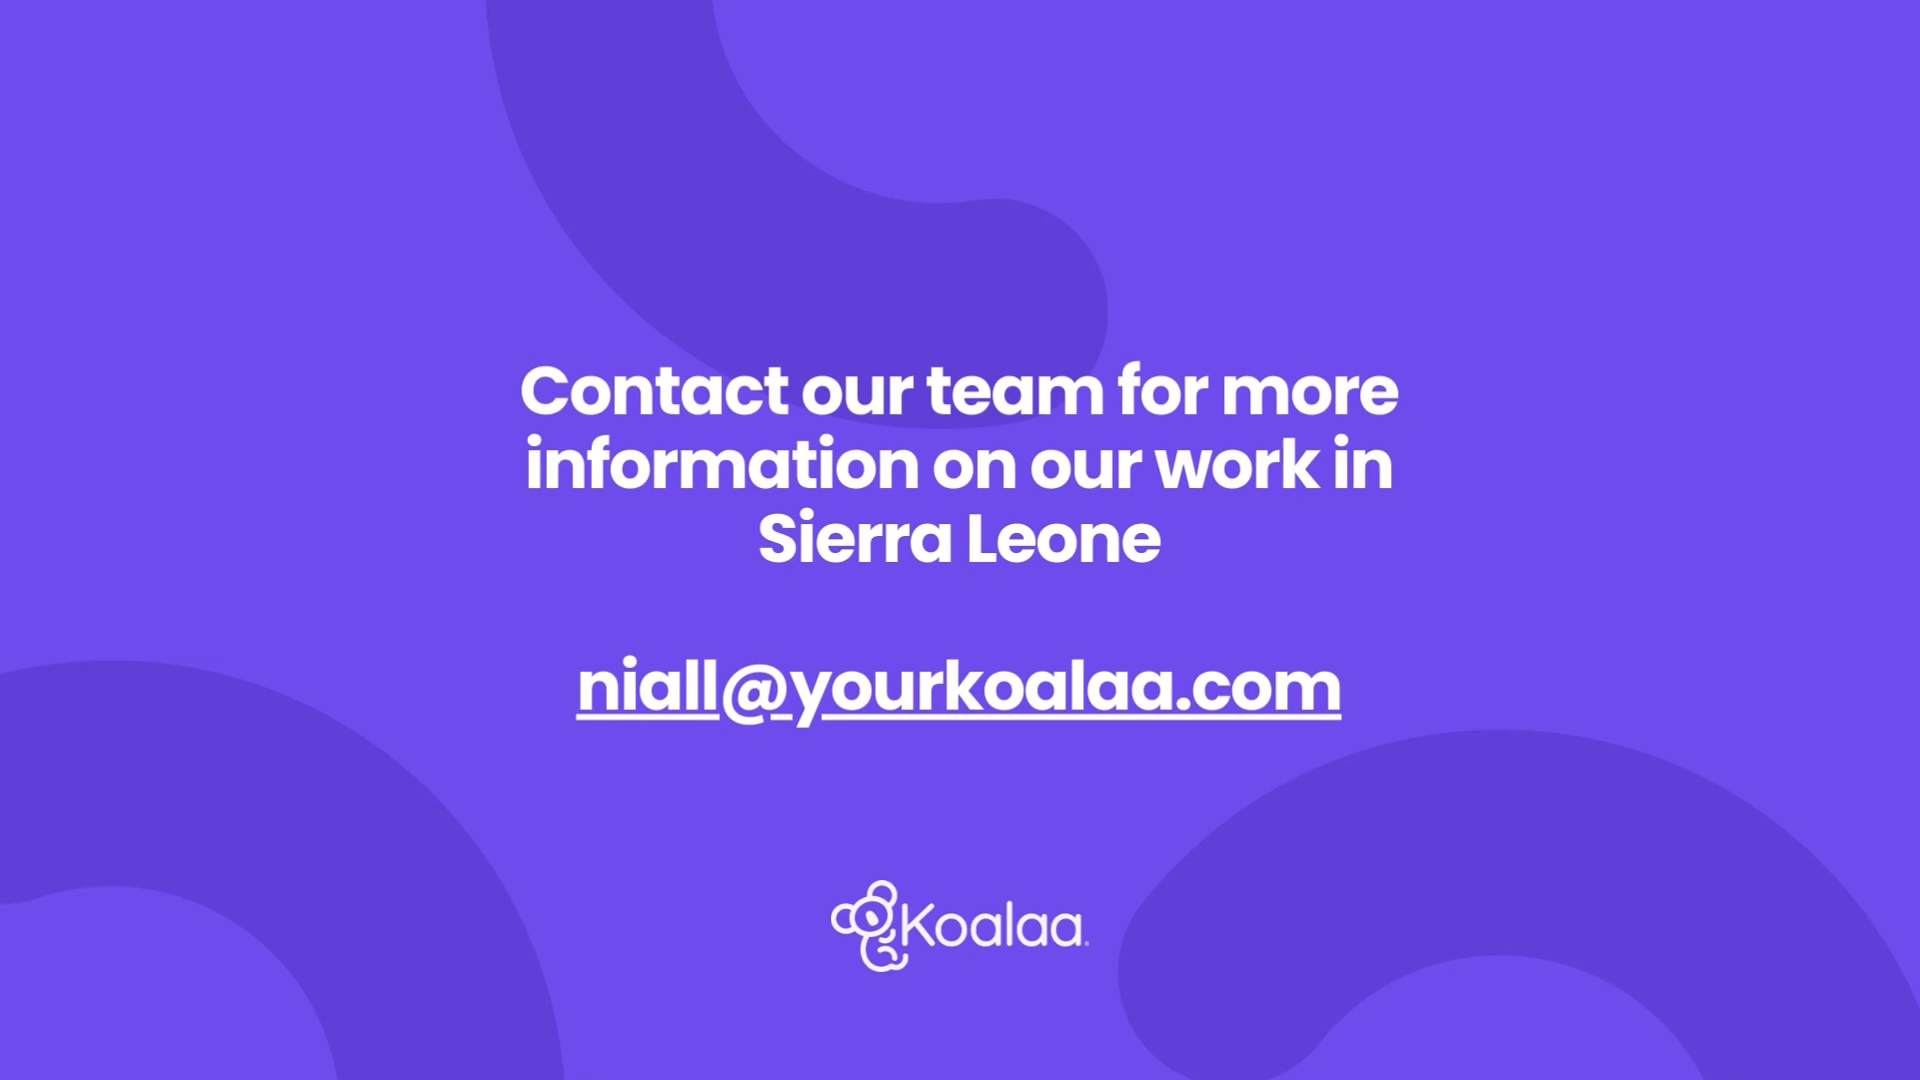 Contact our team for more
information on our work in
Sierra Leone
niall@yourkoalaa.com
Koalaa.